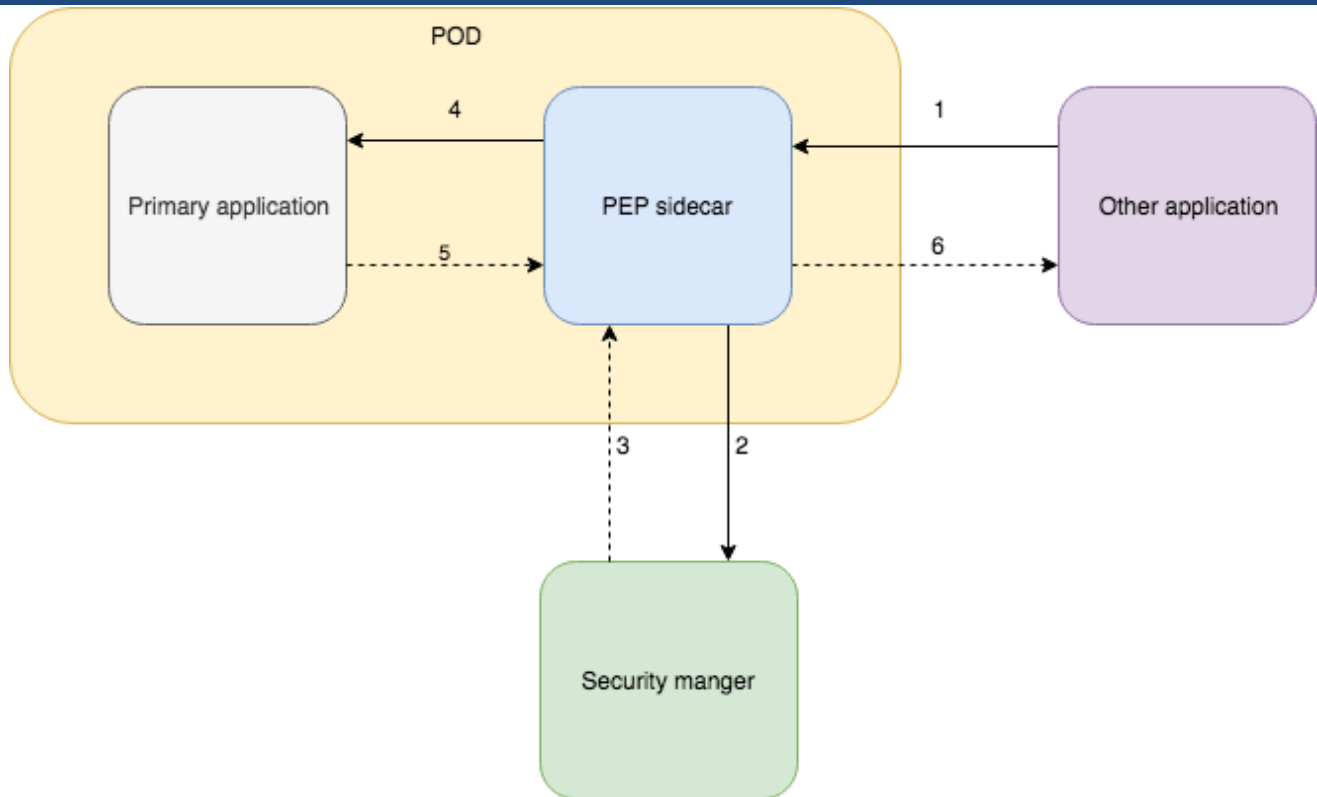 POD
4
1
Primary application
PEP sidecar
Other application
5
6
3
2
Security manger